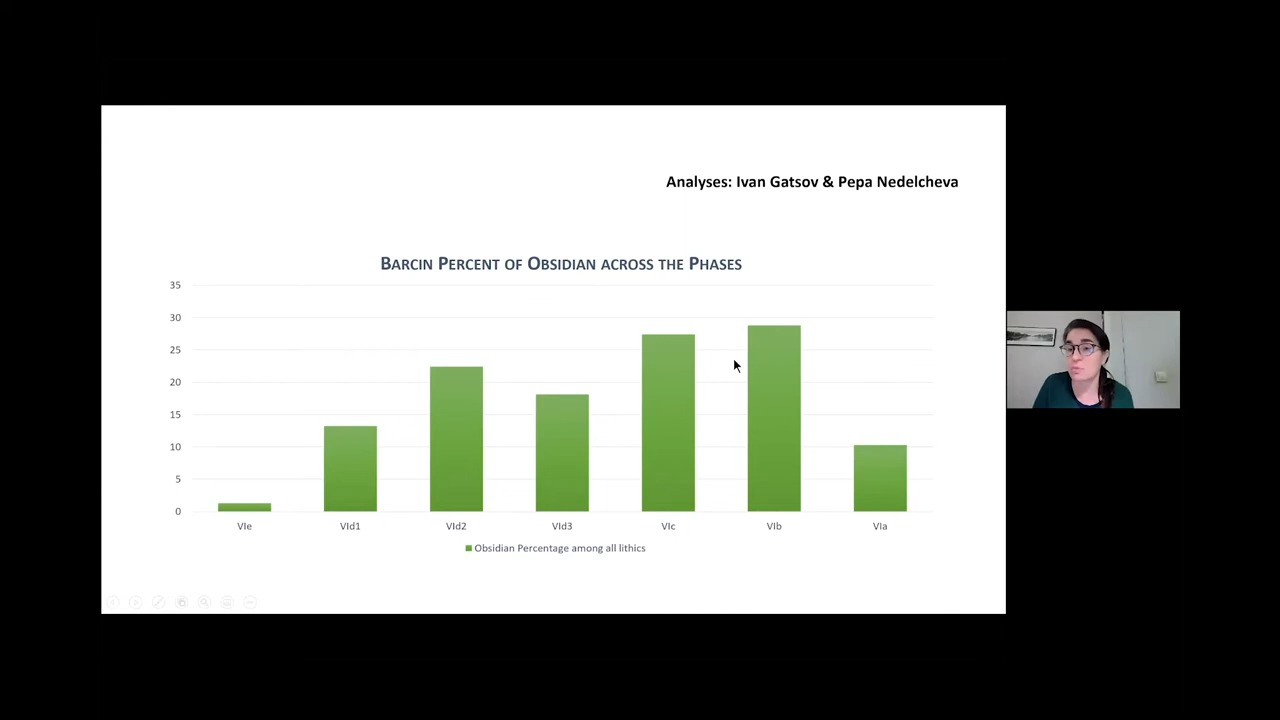 Analyses: Ivan Gatsov & Pepa Nedelcheva
Barcin Percent of Obsidian across the Phases
35
30
25
20
15
10
5
0
VIe VId1 VId2 VId3 VIc VIb VIa
Obsidian Percentage among all lithics